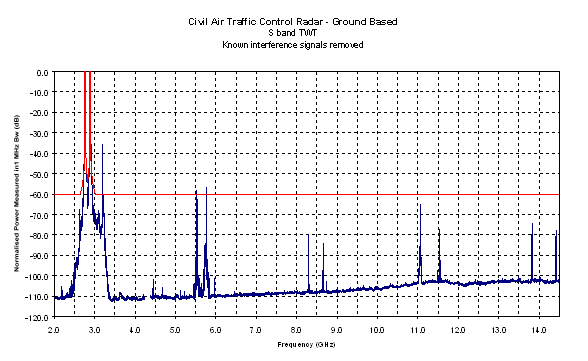 Civil Air Traffic Control Radar - Ground Based
S band TWT
Known interference signals removed
Normalised Power Measured in 1 MHz Bw (dB)
0.0
-10.0
-20.0
-30.0
-40.0
-50.0
-60.0
-70.0
-80.0
-90.0
-100.0
-110.0
-120.0
2.0 3.0 4.0 5.0 6.0 7.0 8.0 9.0 10.0 11.0 12.0 13.0 14.0
Frequency (GHz)